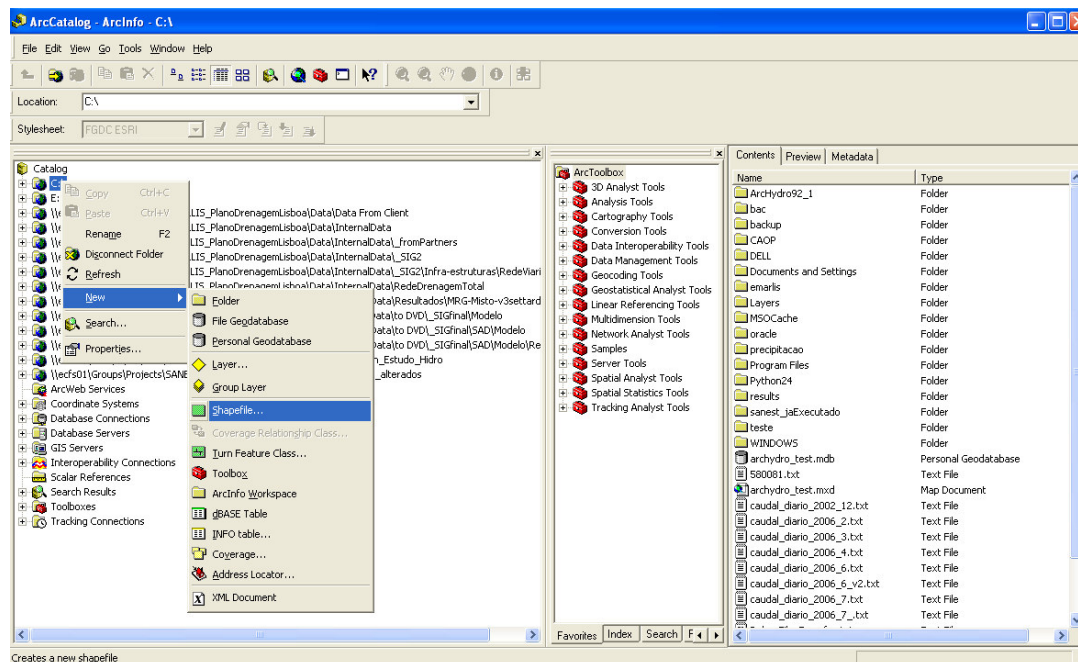 ArcCatalog - ArcInfo - C:\
File Edit View Go Tools Window Help
Location: C:\
Stylesheet: FGDC ESRI
Catalog
C:\
E:
LIS_PlanoDrenagemLisboa\Data\Data From Client
LIS_PlanoDrenagemLisboa\Data\InternalData
LIS_PlanoDrenagemLisboa\Data\InternalData\_fromPartners
LIS_PlanoDrenagemLisboa\Data\InternalData\_SIG2
LIS_PlanoDrenagemLisboa\Data\InternalData\_SIG2\Infra-estruturas\RedeViari
LIS_PlanoDrenagemLisboa\Data\InternalData\RedeDrenagemTotal
Data\Resultados\MRG-Misto-v3settard
Data\to DVD\_SIGfinal\Modelo
Data\to DVD\_SIGfinal\SAD\Modelo
Data\to DVD\_SIGfinal\SAD\Modelo\Re
_Estudo_Hidro
\\ecfs01\Groups\Projects\SANE
_alterados
ArcWeb Services
Coordinate Systems
Database Connections
Database Servers
GIS Servers
Interoperability Connections
Scalar References
Search Results
Toolboxes
Tracking Connections
Copy Ctrl+C
Paste Ctrl+V
Rename F2
Disconnect Folder
Refresh
New
Search...
Properties...
Folder
File Geodatabase
Personal Geodatabase
Layer...
Group Layer
Shapefile...
Coverage Relationship Class...
Turn Feature Class...
Toolbox
ArcInfo Workspace
dBASE Table
INFO table...
Coverage...
Address Locator...
XML Document
ArcToolbox
3D Analyst Tools
Analysis Tools
Cartography Tools
Conversion Tools
Data Interoperability Tools
Data Management Tools
Geocoding Tools
Geostatistical Analyst Tools
Linear Referencing Tools
Multidimension Tools
Network Analyst Tools
Samples
Server Tools
Spatial Analyst Tools
Spatial Statistics Tools
Tracking Analyst Tools
Favorites Index Search F
Contents Preview Metadata
Name Type
ArcHydro92_1 Folder
bac Folder
backup Folder
CAOP Folder
DELL Folder
Documents and Settings Folder
emarlis Folder
Layers Folder
MSOCache Folder
oracle Folder
precipitacao Folder
Program Files Folder
Python24 Folder
results Folder
sanest_jaExecutado Folder
teste Folder
WINDOWS Folder
archydro_test.mdb Personal Geodatabase
580081.txt Text File
archydro_test.mxd Map Document
caudal_diario_2002_12.txt Text File
caudal_diario_2006_2.txt Text File
caudal_diario_2006_3.txt Text File
caudal_diario_2006_4.txt Text File
caudal_diario_2006_6.txt Text File
caudal_diario_2006_6_v2.txt Text File
caudal_diario_2006_7.txt Text File
caudal_diario_2006_7_.txt Text File
Creates a new shapefile